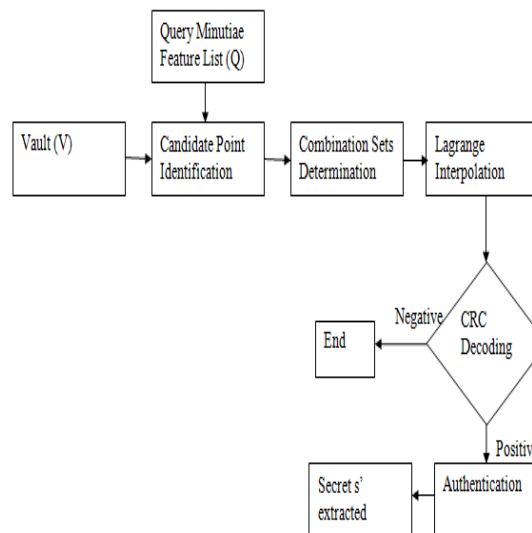 Query Minutiae
Feature List (Q)
Vault (V)
Candidate Point
Identification
Combination Sets
Determination
Lagrange
Interpolation
Negative
CRC
Decoding
End
Positive
Authentication
Secret s’
extracted